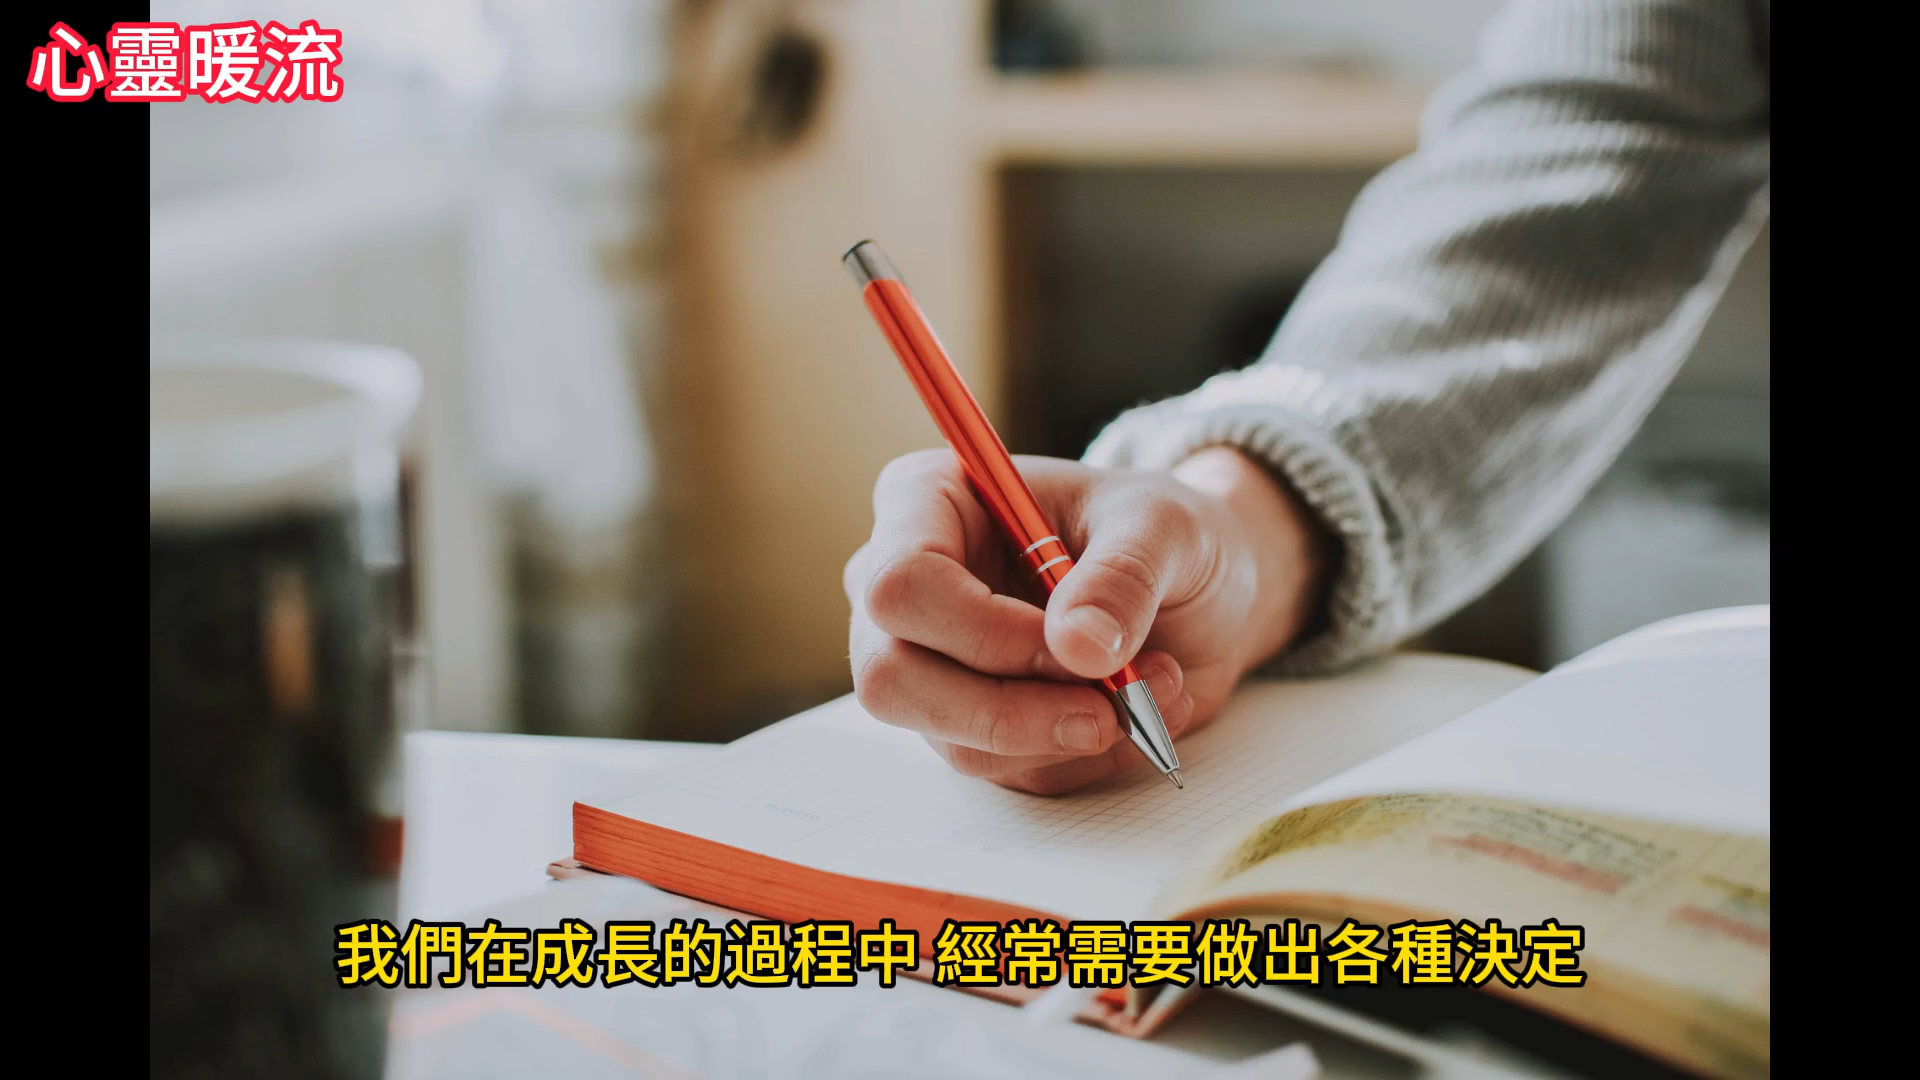 心靈暖流
我們在成長的過程中 經常需要做出各種決定